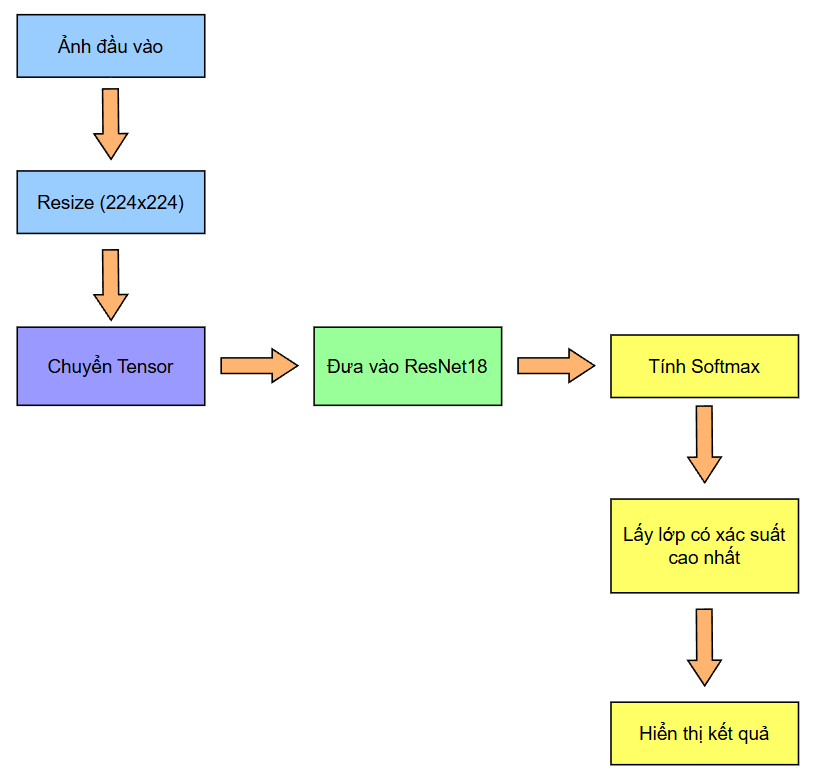 Ảnh đầu vào
Resize (224x224)
Chuyển Tensor
Đưa vào ResNet18
Tính Softmax
Lấy lớp có xác suất
cao nhất
Hiển thị kết quả